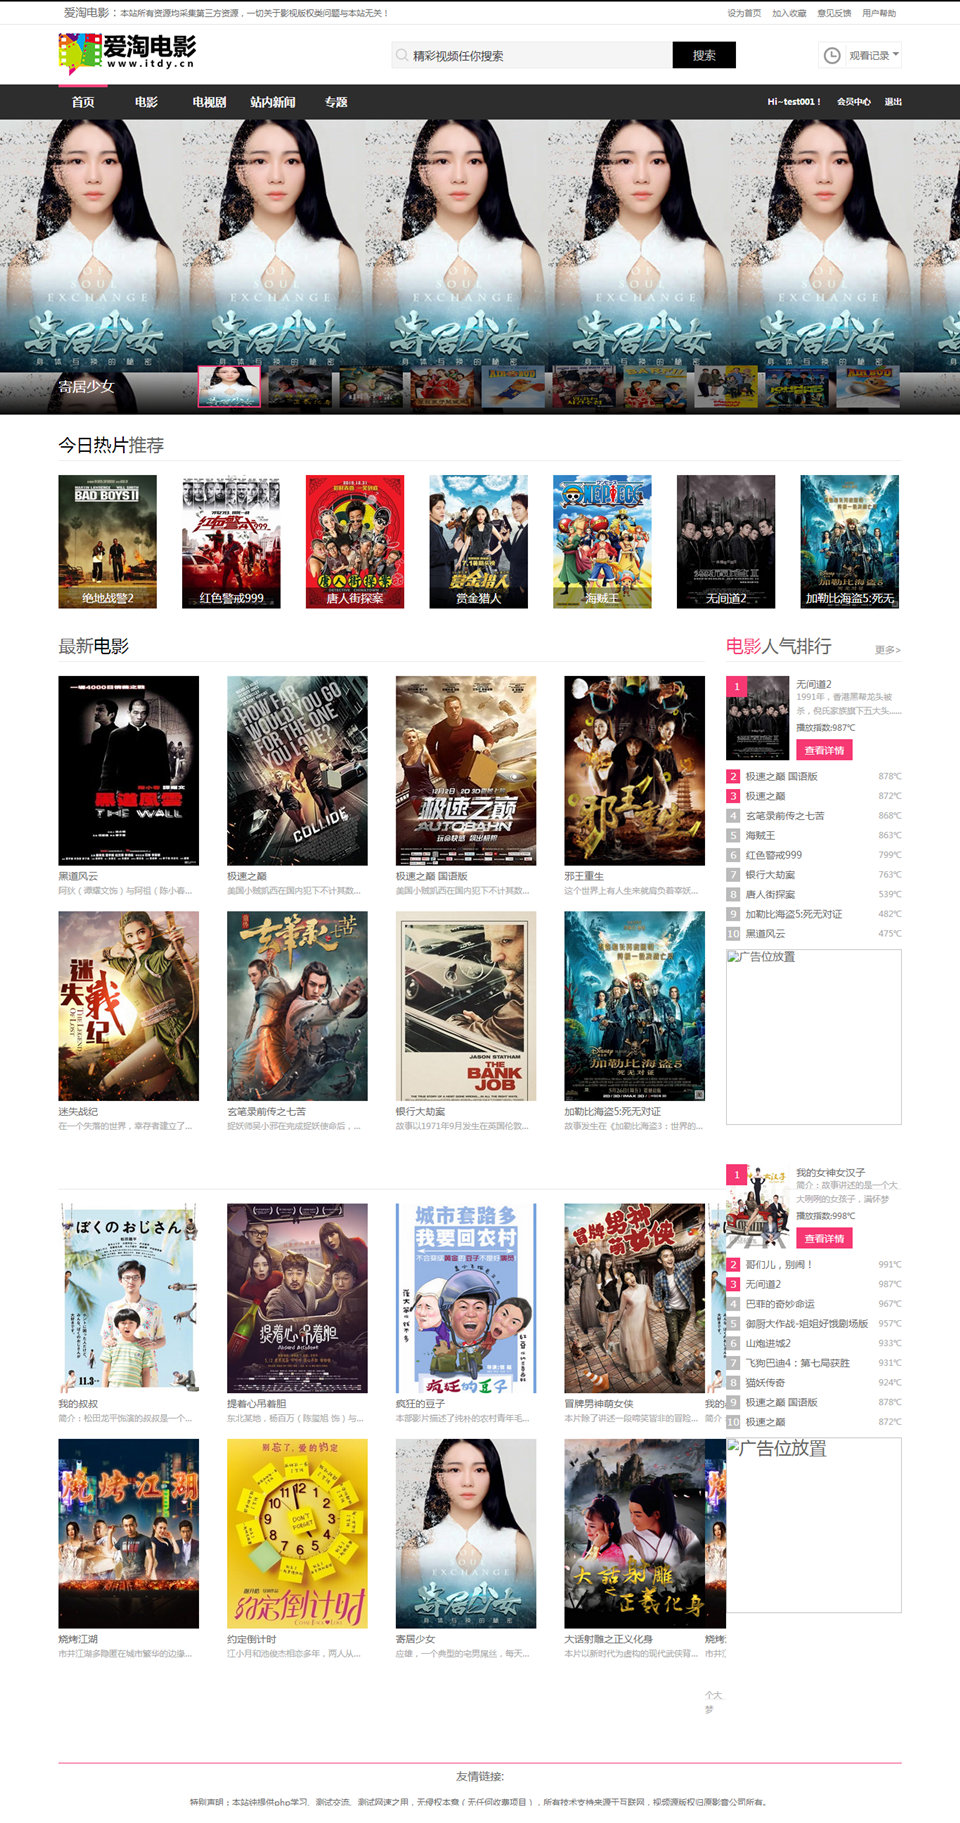 爱淘电影：本站所有资源均采集第三方资源，一切关于影视版权类问题与本站无关！
设为首页 加入收藏 意见反馈 用户帮助
爱淘电影
www.itdy.cn
精彩视频任你搜索
搜索
观看记录
首页 电影 电视剧 站内新闻 专题
Hi~test001！ 会员中心 退出
寄居少女
今日热片推荐
绝地战警2 红色警戒999 唐人街探案 赏金猎人 海贼王 无间道2 加勒比海盗5:死无
最新电影
黑道风云
阿狄（谭耀文饰）与阿祖（陈小春...
极速之巅
美国小贼凯西在国内犯下不计其数...
极速之巅 国语版
美国小贼凯西在国内犯下不计其数...
邪王重生
这个世界上有人生来就肩负着宰妖...
迷失战纪
在一个失落的世界，幸存者建立了...
玄笔录前传之七苦
捉妖师吴小邪在完成捉妖使命后，...
银行大劫案
故事以1971年9月发生在英国伦敦...
加勒比海盗5:死无对证
故事发生在《加勒比海盗3：世界的...
电影人气排行
更多>
1
无间道2
1991年，香港黑帮龙头被
杀，倪氏家族旗下五大头......
播放指数:987℃
查看详情
2 极速之巅 国语版 878℃
3 极速之巅 872℃
4 玄笔录前传之七苦 868℃
5 海贼王 863℃
6 红色警戒999 799℃
7 银行大劫案 763℃
8 唐人街探案 539℃
9 加勒比海盗5:死无对证 482℃
10 黑道风云 475℃
广告位放置
我的叔叔
简介：松田龙平饰演的叔叔是一个...
提着心吊着胆
东北某地，杨百万（陈玺旭 饰）与...
疯狂的豆子
本部影片描述了纯朴的农村青年毛...
冒牌男神萌女侠
本片除了讲述一段啼笑皆非的冒险...
我的
简介
烧烤江湖
市井江湖多隐匿在城市繁华的边缘...
约定倒计时
江小月和池俊杰相恋多年，两人从...
寄居少女
应雄，一个典型的宅男屌丝，每天...
大话射雕之正义化身
本片以新时代为虚构的现代武侠背...
烧烤
市井江
个大
梦
1
我的女神女汉子
简介：故事讲述的是一个大
大咧咧的女孩子，满怀梦
播放指数:998℃
查看详情
2 哥们儿，别闹！ 991℃
3 无间道2 987℃
4 巴菲的奇妙命运 967℃
5 御厨大作战-姐姐好饿剧场版 957℃
6 山炮进城2 933℃
7 飞狗巴迪4：第七局获胜 931℃
8 猫妖传奇 924℃
9 极速之巅 国语版 878℃
10 极速之巅 872℃
广告位放置
友情链接:
特别声明：本站钟提供php学习、测试交流、测试网速之用，无侵权本意（无任何收费项目），所有技术支持来源于互联网，视频源版权归原影音公司所有。